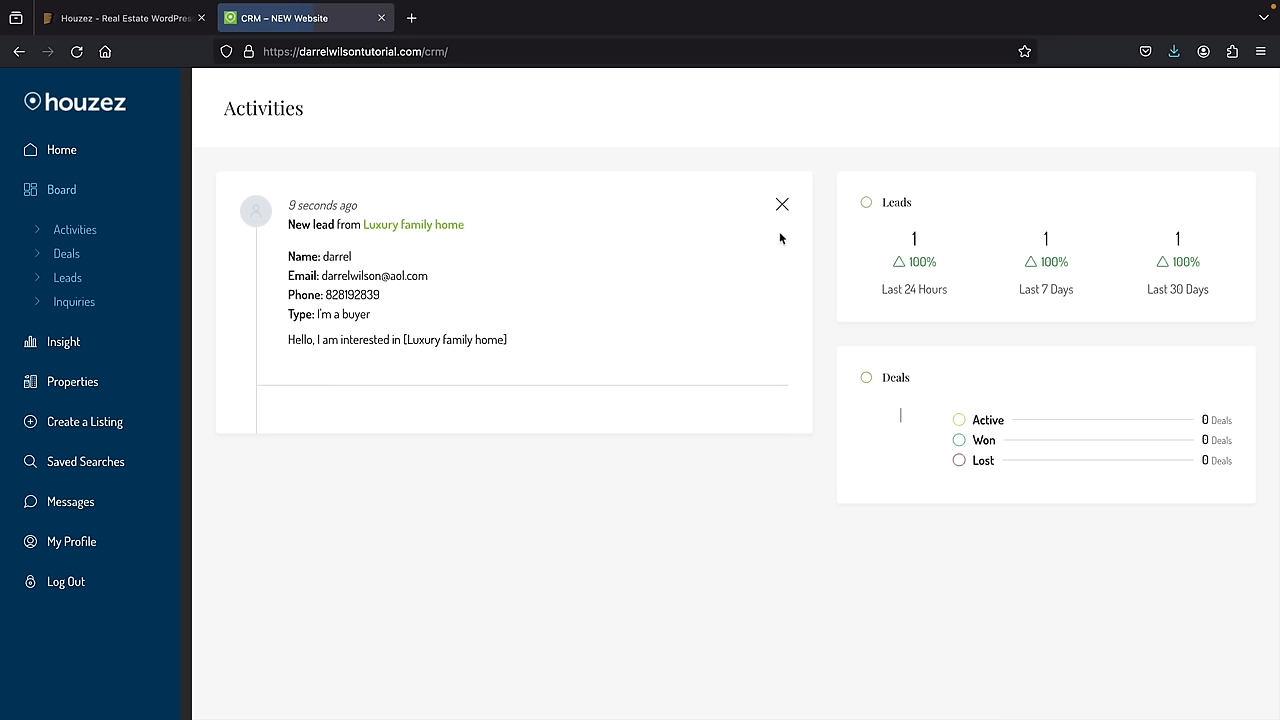 Houzez - Real Estate WordPres
CRM – NEW Website
https://darrelwilsontutorial.com/crm/
houzez
Home
Board
Activities
Deals
Leads
Inquiries
Insight
Properties
Create a Listing
Saved Searches
Messages
My Profile
Log Out
Activities
9 seconds ago
New lead from Luxury family home
Name: darrel
Email: darrelwilson@aol.com
Phone: 828192839
Type: I'm a buyer
Hello, I am interested in [Luxury family home]
Leads
1 1 1
100% 100% 100%
Last 24 Hours Last 7 Days Last 30 Days
Deals
Active 0 Deals
Won 0 Deals
Lost 0 Deals